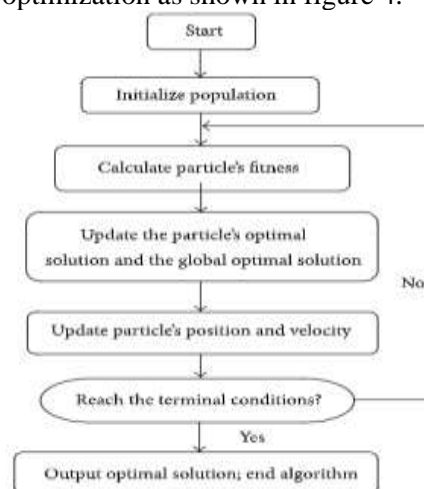 optimization as shown in figure 4.
Start
Initialize population
Calculate particle's fitness
Update the particle's optimal
solution and the global optimal solution
No
Update particle's position and velocity
Reach the terminal conditions?
Yes
Output optimal solution; end algorithm